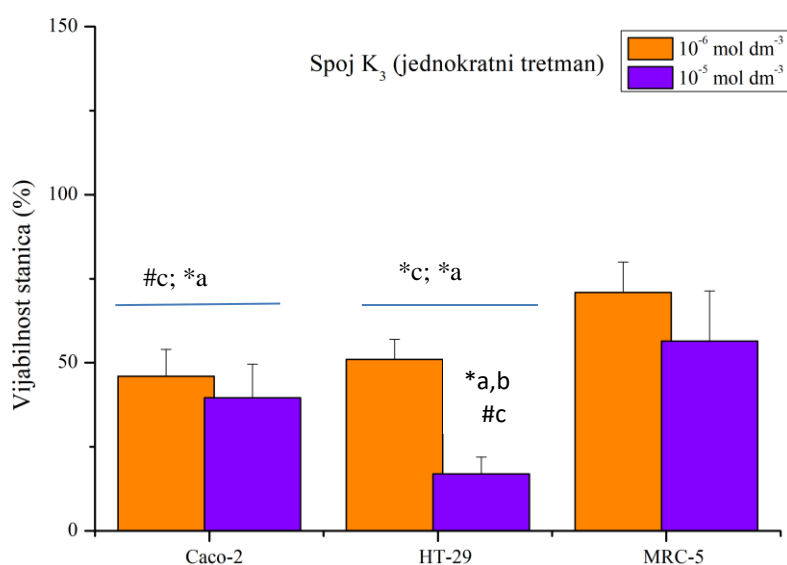 Spoj K₃ (jednokratni tretman)
10⁻⁶ mol dm⁻³
10⁻⁵ mol dm⁻³
Vijabilnost stanica (%)
150
100
50
0
#c; *a
*c; *a
*a,b
#c
Caco-2
HT-29
MRC-5